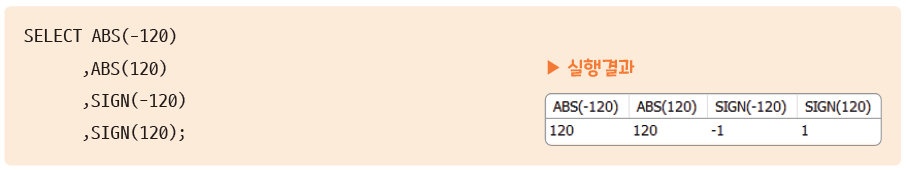 SELECT ABS(-120)
,ABS(120)
,SIGN(-120)
,SIGN(120);
▶ 실행결과
ABS(-120) ABS(120) SIGN(-120) SIGN(120)
120 120 -1 1